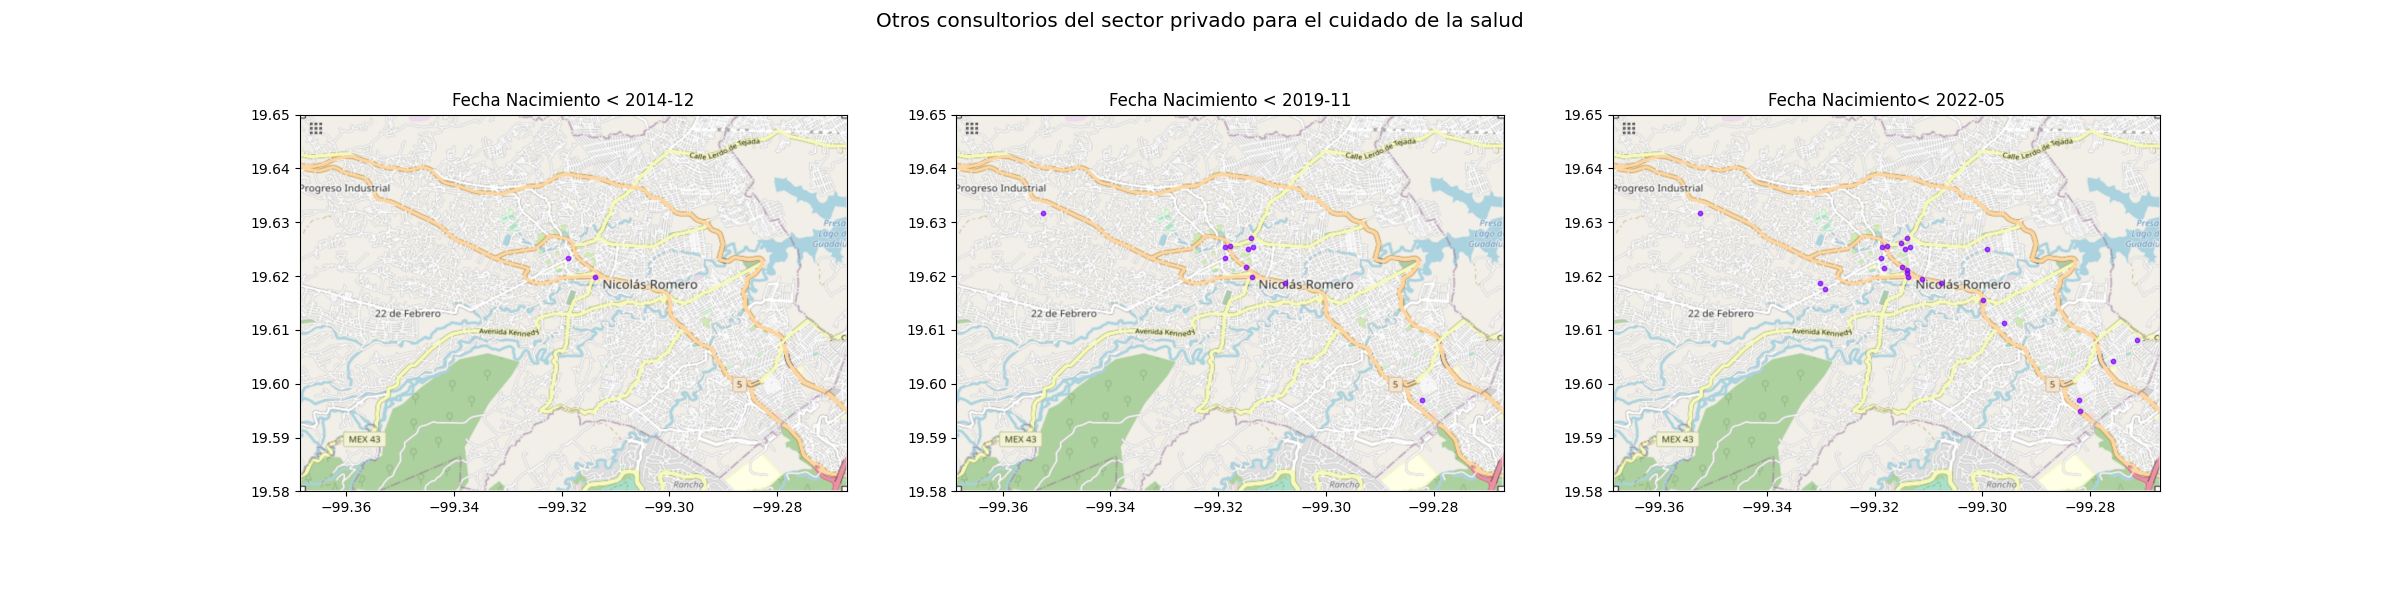 Otros consultorios del sector privado para el cuidado de la salud
Fecha Nacimiento < 2014-12
19.65
19.64
19.63
19.62
19.61
19.60
19.59
19.58
Calle Lerdo de Tejada
Progreso Industrial
Presa
Lago
Nicolás Romero
22 de Febrero
Avenida Kennedy
5
MEX 43
Rancho
−99.36 −99.34 −99.32 −99.30 −99.28
Fecha Nacimiento < 2019-11
19.65
19.64
19.63
19.62
19.61
19.60
19.59
19.58
Calle Lerdo de Tejada
Progreso Industrial
Presa
Lago
Nicolás Romero
22 de Febrero
Avenida Kennedy
5
MEX 43
Rancho
−99.36 −99.34 −99.32 −99.30 −99.28
Fecha Nacimiento< 2022-05
19.65
19.64
19.63
19.62
19.61
19.60
19.59
19.58
Calle Lerdo de Tejada
Progreso Industrial
Presa
Lago
Nicolás Romero
22 de Febrero
Avenida Kennedy
5
MEX 43
Rancho
−99.36 −99.34 −99.32 −99.30 −99.28